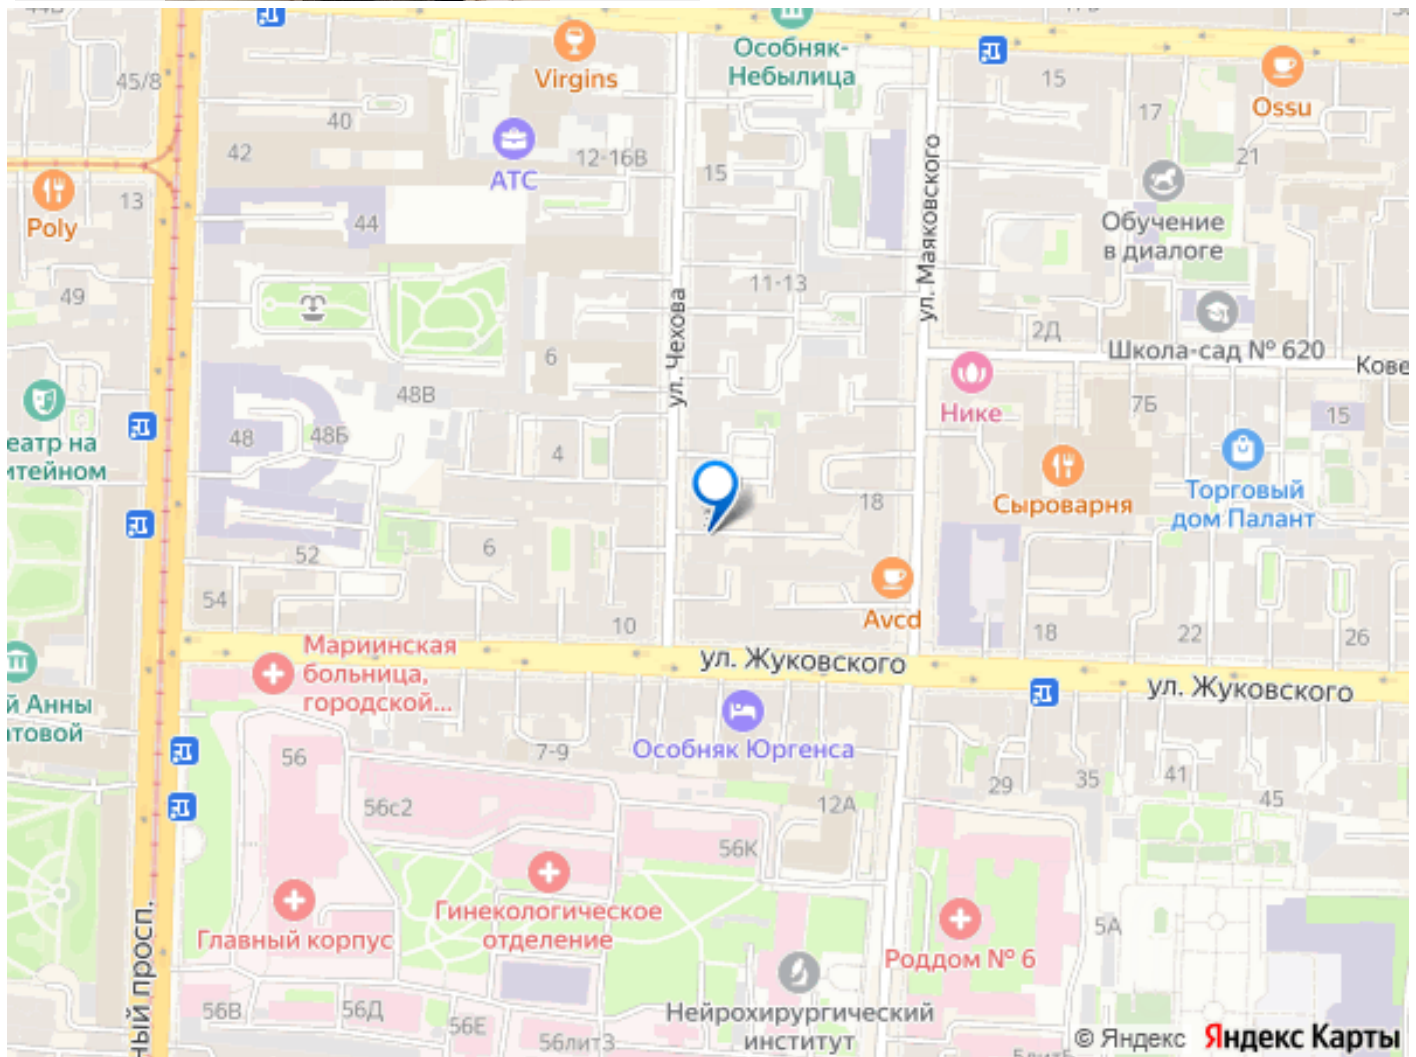 Особняк-
Небылица
Virgins
45/8
15
Ossu
40
17
42
12-16В
АТС
15
21
Poly
13
44
Обучение
в диалоге
ул. Маяковского
49
11-13
ул. Чехова
2Д
Школа-сад № 620
6
Кове
48В
Нике
7Б
15
еатр на
итейном
48
48Б
4
18
Сыроварня
Торговый
дом Палант
52
6
54
Avcd
10
18
22
26
Мариинская
больница,
городской...
ул. Жуковского
ул. Жуковского
й Анны
атовой
56
7-9
Особняк Юргенса
29
35
41
45
56с2
12А
56К
Гинекологическое
отделение
Главный корпус
5А
Роддом № 6
ный просп.
56В
56Д
56Е
56литЗ
Нейрохирургический
институт
© Яндекс Яндекс Карты